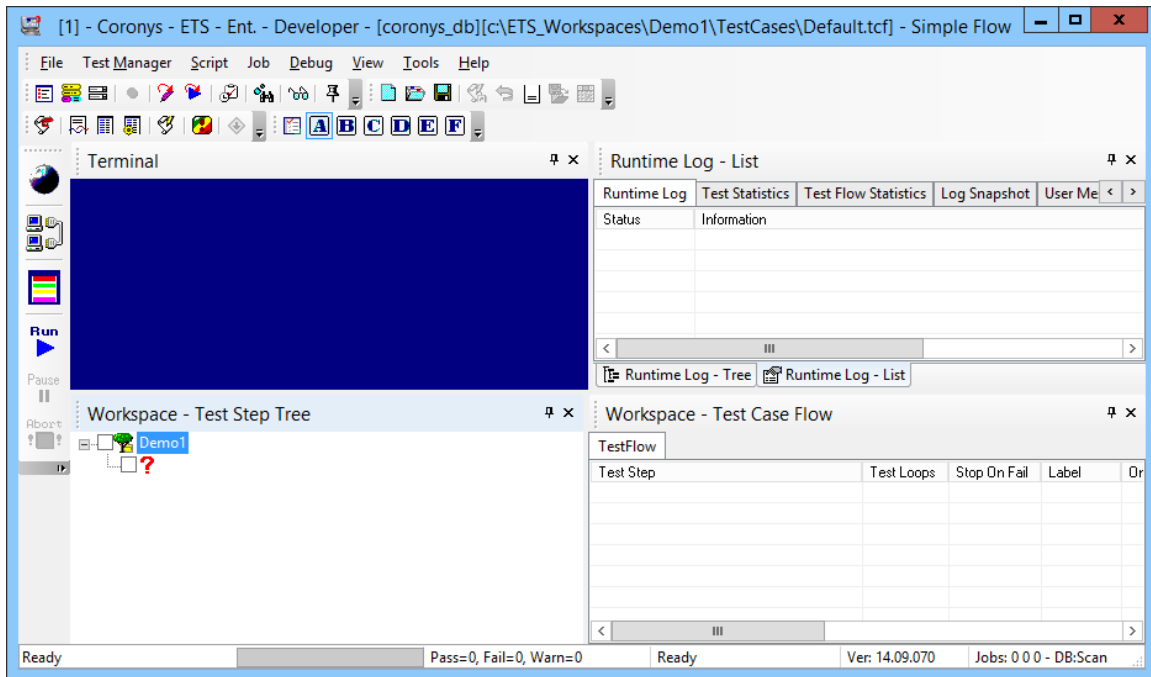 [1] - Coronys - ETS - Ent. - Developer - [coronys_db][c:\ETS_Workspaces\Demo1\TestCases\Default.tcf] - Simple Flow
File Test Manager Script Job Debug View Tools Help
A B C D E F
Terminal
Runtime Log - List
Runtime Log Test Statistics Test Flow Statistics Log Snapshot User Me
Status Information
Run
Pause
Abort
Runtime Log - Tree Runtime Log - List
Workspace - Test Step Tree
Demo1
?
Workspace - Test Case Flow
TestFlow
Test Step Test Loops Stop On Fail Label Or
Ready Pass=0, Fail=0, Warn=0 Ready Ver: 14.09.070 Jobs: 0 0 0 - DB:Scan